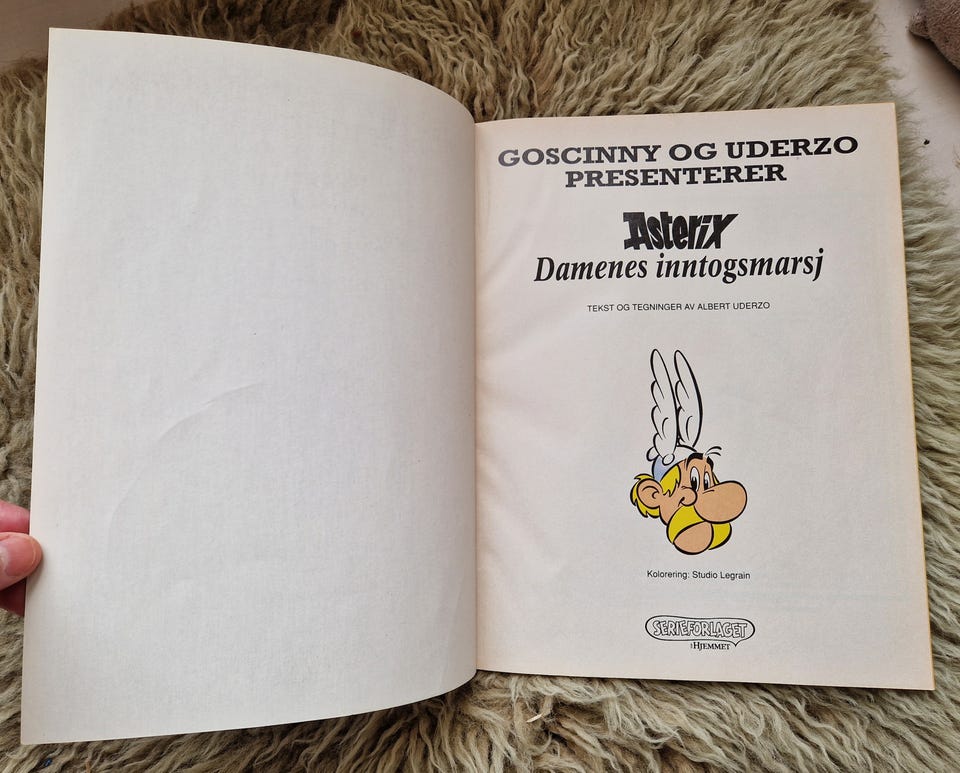 GOSCINNY OG UDERZO
PRESENTERER
Asterix
Damenes inntogsmarsj
TEKST OG TEGNINGER AV ALBERT UDERZO
Kolorering: Studio Legrain
SERIEFORLAGET
HJEMMET